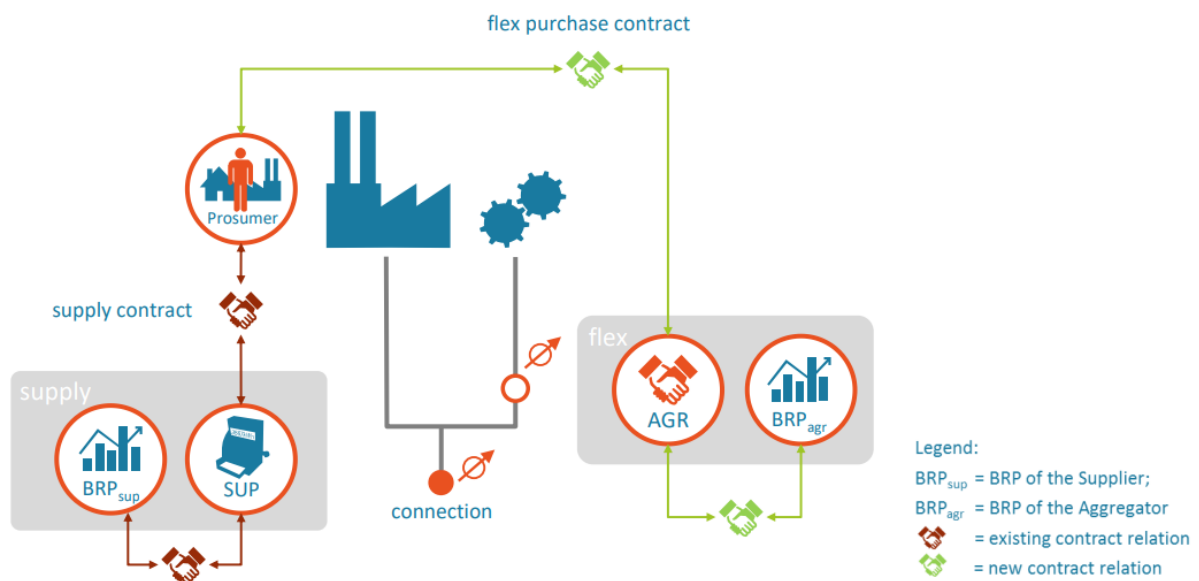 flex purchase contract
Prosumer
supply contract
flex
supply
AGR
BRPagr
BRPsup
SUP
connection
Legend:
BRPsup = BRP of the Supplier;
BRPagr = BRP of the Aggregator
= existing contract relation
= new contract relation